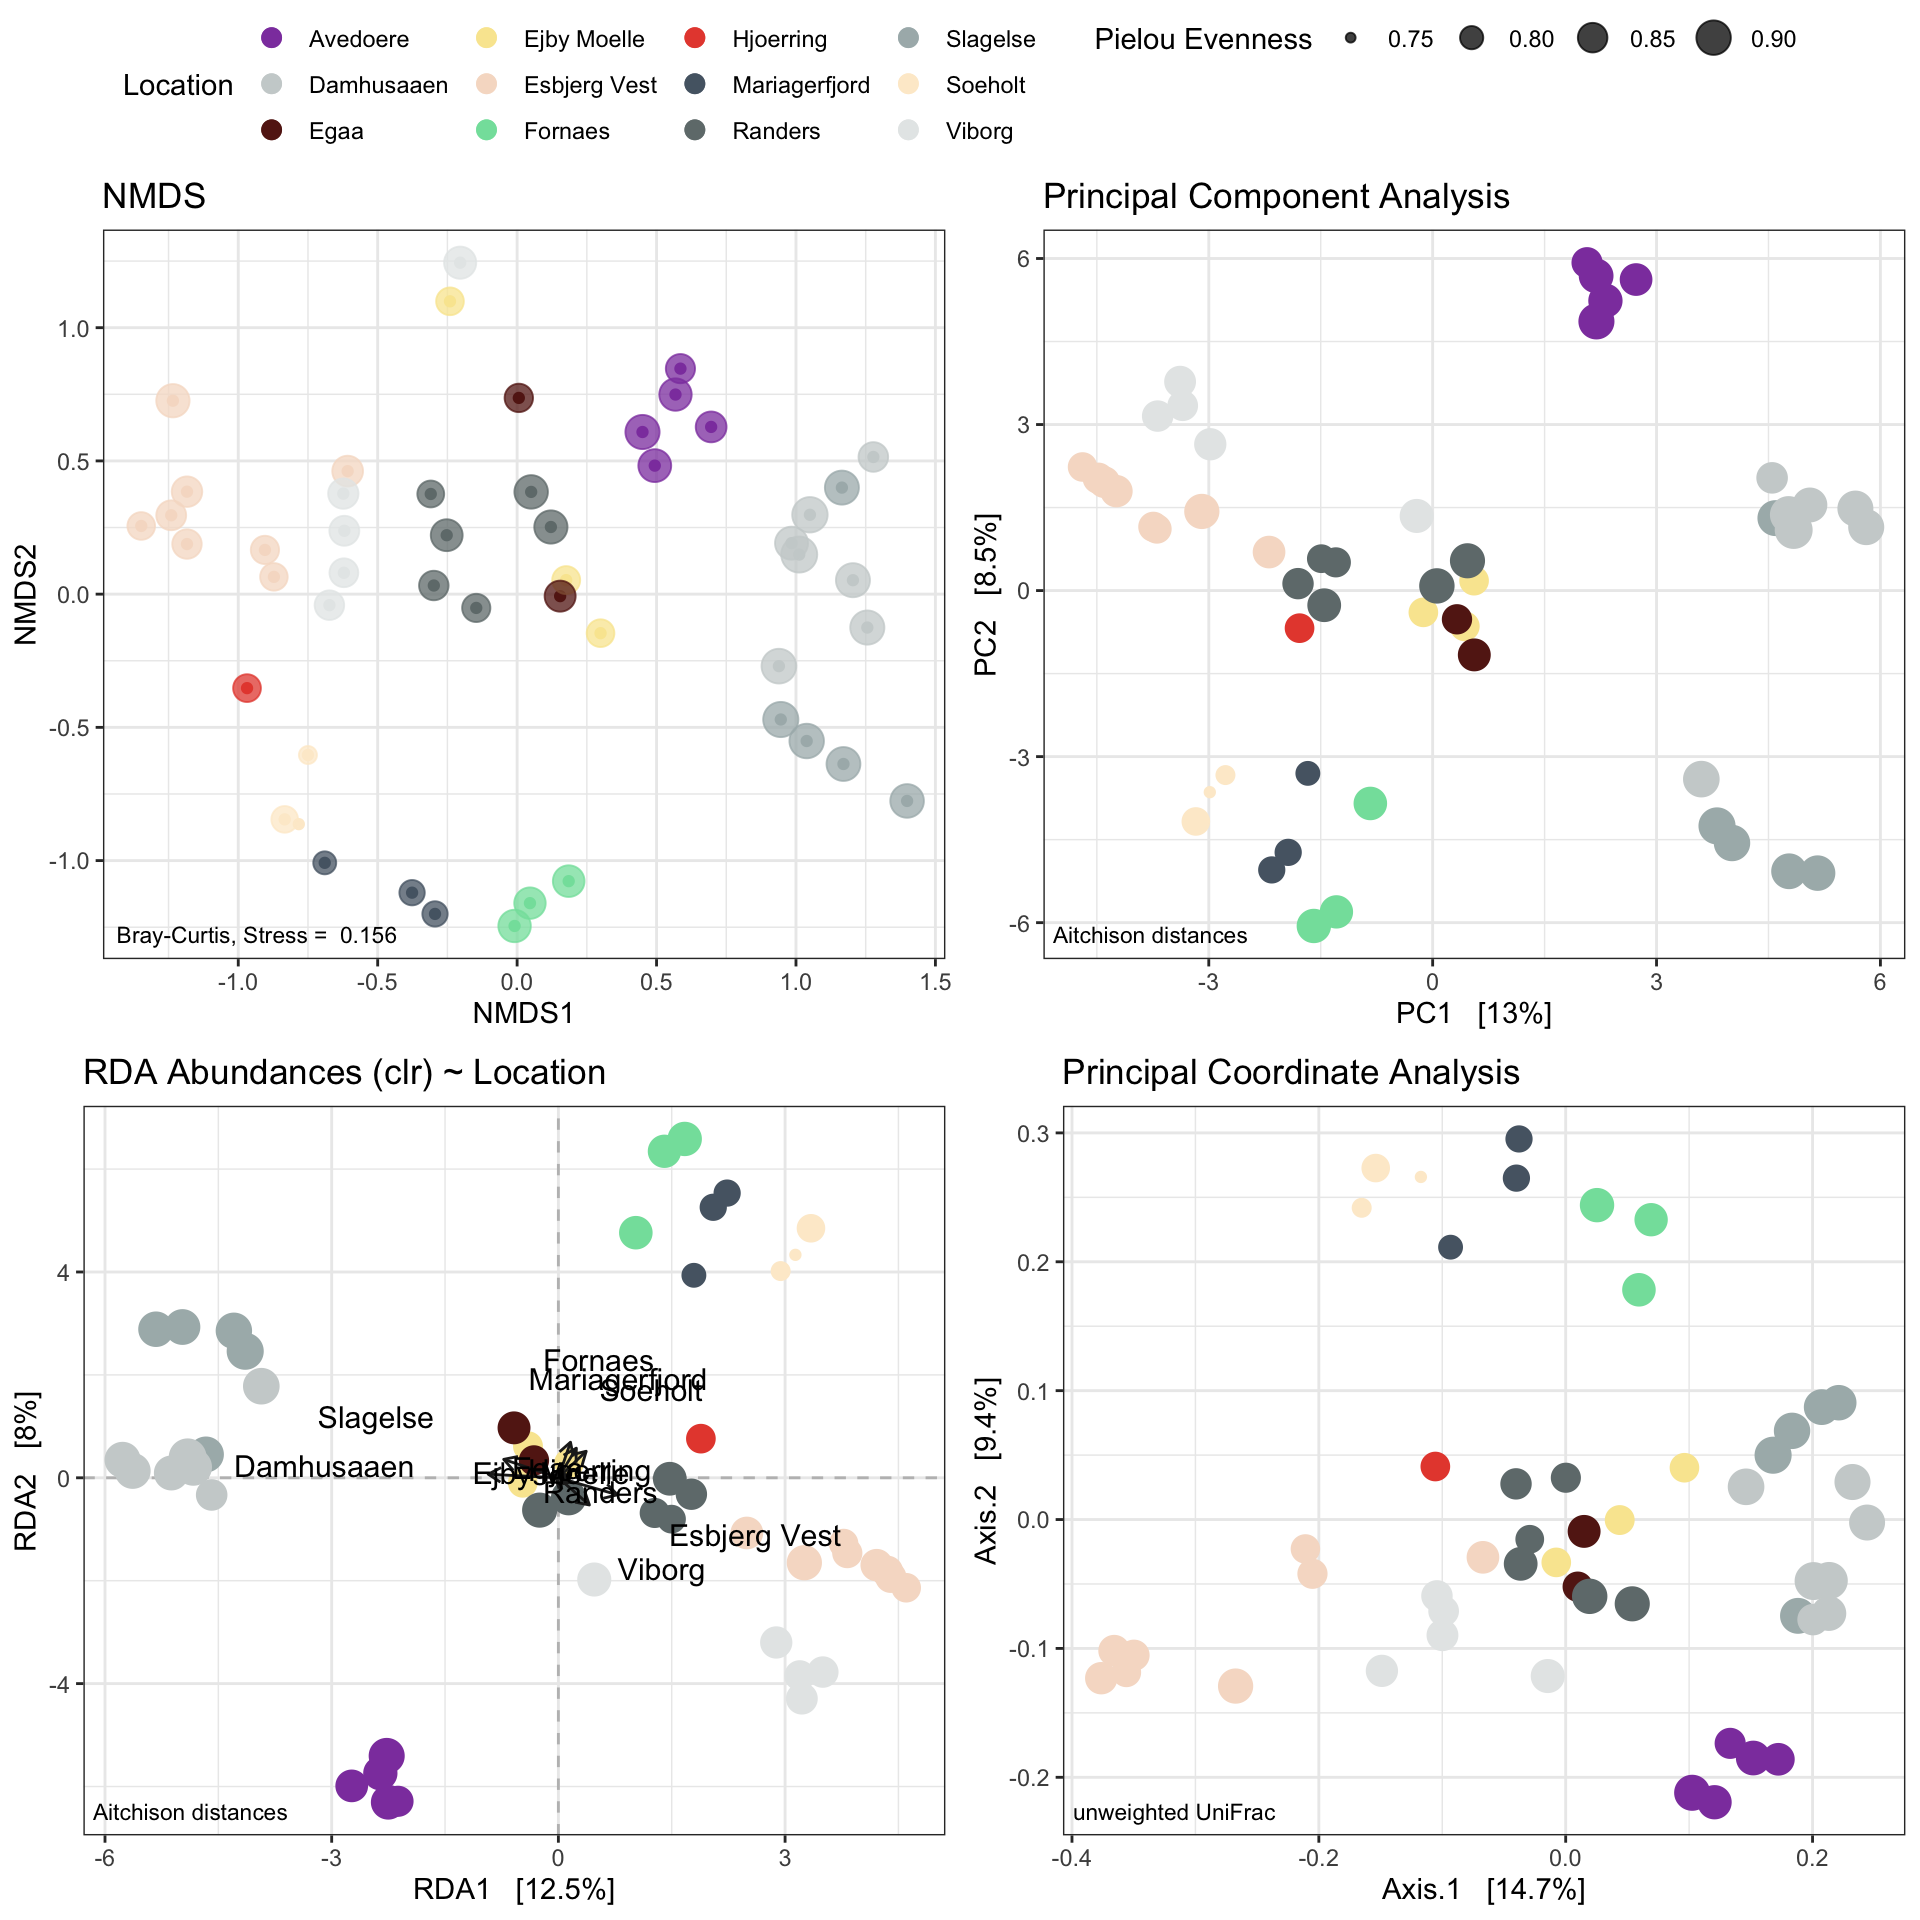 Location
Avedoere
Damhusaaen
Egaa
Ejby Moelle
Esbjerg Vest
Fornaes
Hjoerring
Mariagerfjord
Randers
Slagelse
Soeholt
Viborg
Pielou Evenness
0.75
0.80
0.85
0.90
NMDS
NMDS2
1.0
0.5
0.0
-0.5
-1.0
Bray-Curtis, Stress = 0.156
-1.0
-0.5
0.0
0.5
1.0
1.5
NMDS1
Principal Component Analysis
PC2 [8.5%]
6
3
0
-3
-6
Aitchison distances
-3
0
3
6
PC1 [13%]
RDA Abundances (clr) ~ Location
RDA2 [8%]
4
0
-4
Fornaes
Mariagerfjord
Soeholt
Slagelse
Damhusaaen
Randers
Esbjerg Vest
Viborg
Aitchison distances
-6
-3
0
3
RDA1 [12.5%]
Principal Coordinate Analysis
Axis.2 [9.4%]
0.3
0.2
0.1
0.0
-0.1
-0.2
unweighted UniFrac
-0.4
-0.2
0.0
0.2
Axis.1 [14.7%]